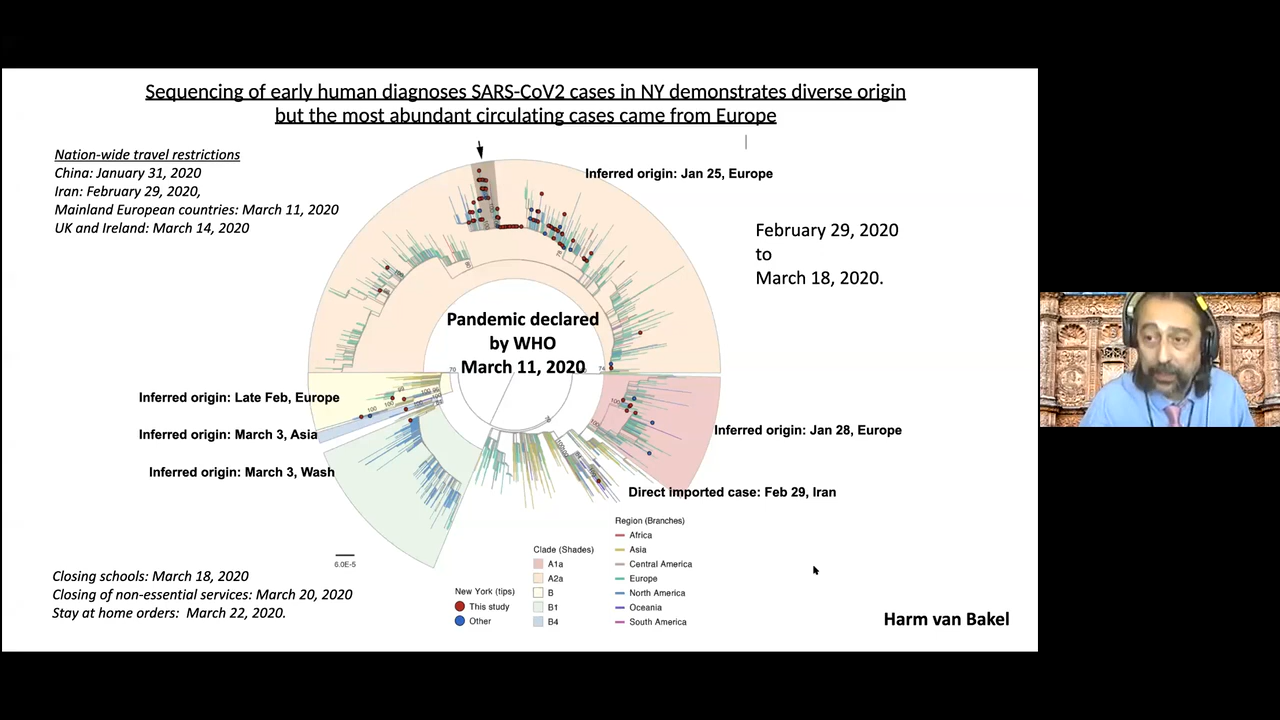 Sequencing of early human diagnoses SARS-CoV2 cases in NY demonstrates diverse origin
but the most abundant circulating cases came from Europe
Nation-wide travel restrictions
China: January 31, 2020
Iran: February 29, 2020,
Mainland European countries: March 11, 2020
UK and Ireland: March 14, 2020
Inferred origin: Jan 25, Europe
February 29, 2020
to
March 18, 2020.
Pandemic declared
by WHO
March 11, 2020
Inferred origin: Late Feb, Europe
Inferred origin: March 3, Asia
Inferred origin: March 3, Wash
Inferred origin: Jan 28, Europe
Direct imported case: Feb 29, Iran
6.0E-5
Closing schools: March 18, 2020
Closing of non-essential services: March 20, 2020
Stay at home orders: March 22, 2020.
New York (tips)
This study
Other
Clade (Shades)
A1a
A2a
B
B1
B4
Region (Branches)
Africa
Asia
Central America
Europe
North America
Oceania
South America
Harm van Bakel